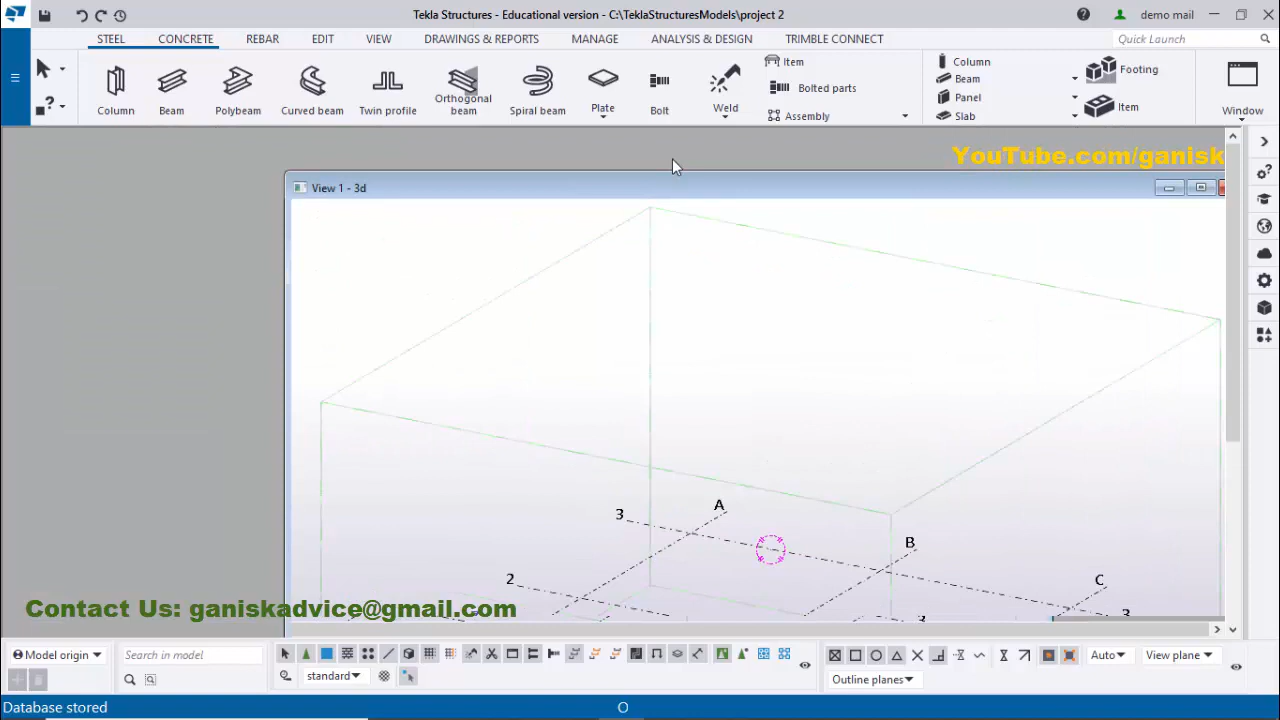 Tekla Structures - Educational version - C:\TeklaStructuresModels\project 2
demo mail
STEEL CONCRETE REBAR EDIT VIEW DRAWINGS & REPORTS MANAGE ANALYSIS & DESIGN TRIMBLE CONNECT
Quick Launch
Column
Beam
Polybeam
Curved beam
Twin profile
Orthogonal
beam
Spiral beam
Plate
Bolt
Weld
Item
Bolted parts
Assembly
Column
Beam
Panel
Slab
Footing
Item
Window
YouTube.com/ganisk
View 1 - 3d
A
3
B
2
C
3
3
Contact Us: ganiskadvice@gmail.com
Model origin
Search in model
standard
Auto
View plane
Outline planes
Database stored